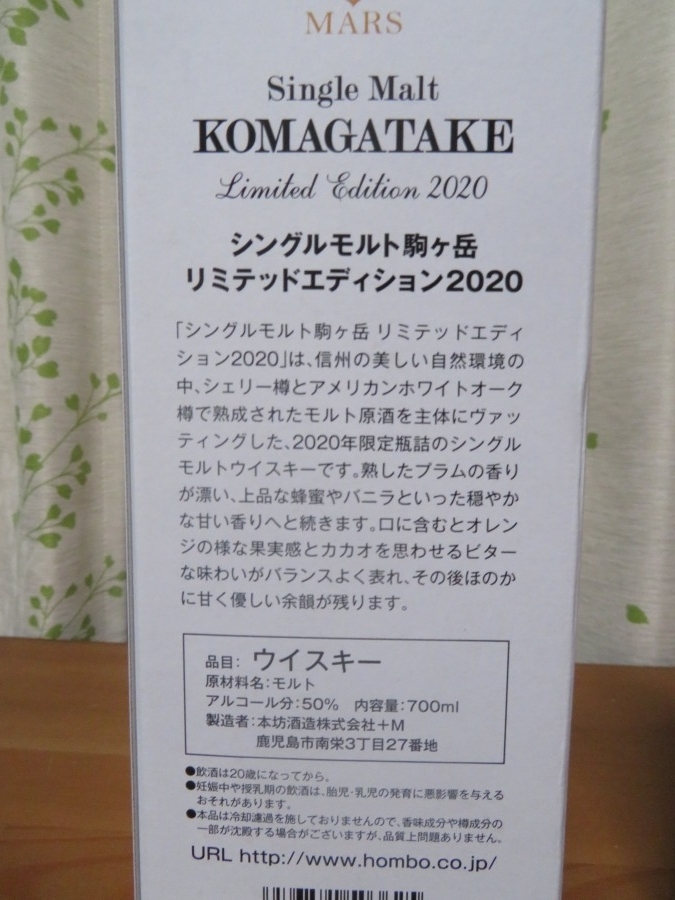 MARS
Single Malt
KOMAGATAKE
Limited Edition 2020
シングルモルト駒ヶ岳
リミテッドエディション2020
「シングルモルト駒ヶ岳 リミテッドエディ
ション2020」は、信州の美しい自然環境の
中、シェリー樽とアメリカンホワイトオーク
樽で熟成されたモルト原酒を主体にヴァッ
ティングした、2020年限定瓶詰のシングル
モルトウイスキーです。熟したプラムの香り
が漂い、上品な蜂蜜やバニラといった穏やか
な甘い香りへと続きます。口に含むとオレン
ジの様な果実感とカカオを思わせるビター
な味わいがバランスよく表れ、その後ほのか
に甘く優しい余韻が残ります。
品目: ウイスキー
原材料名:モルト
アルコール分:50% 内容量:700ml
製造者:本坊酒造株式会社+M
鹿児島市南栄3丁目27番地
●飲酒は20歳になってから。
●妊娠中や授乳期の飲酒は、胎児・乳児の発育に悪影響を与える
おそれがあります。
●本品は冷却濾過を施しておりませんので、香味成分や樽成分の
一部が沈殿する場合がございますが、品質上問題ありません。
URL http://www.hombo.co.jp/